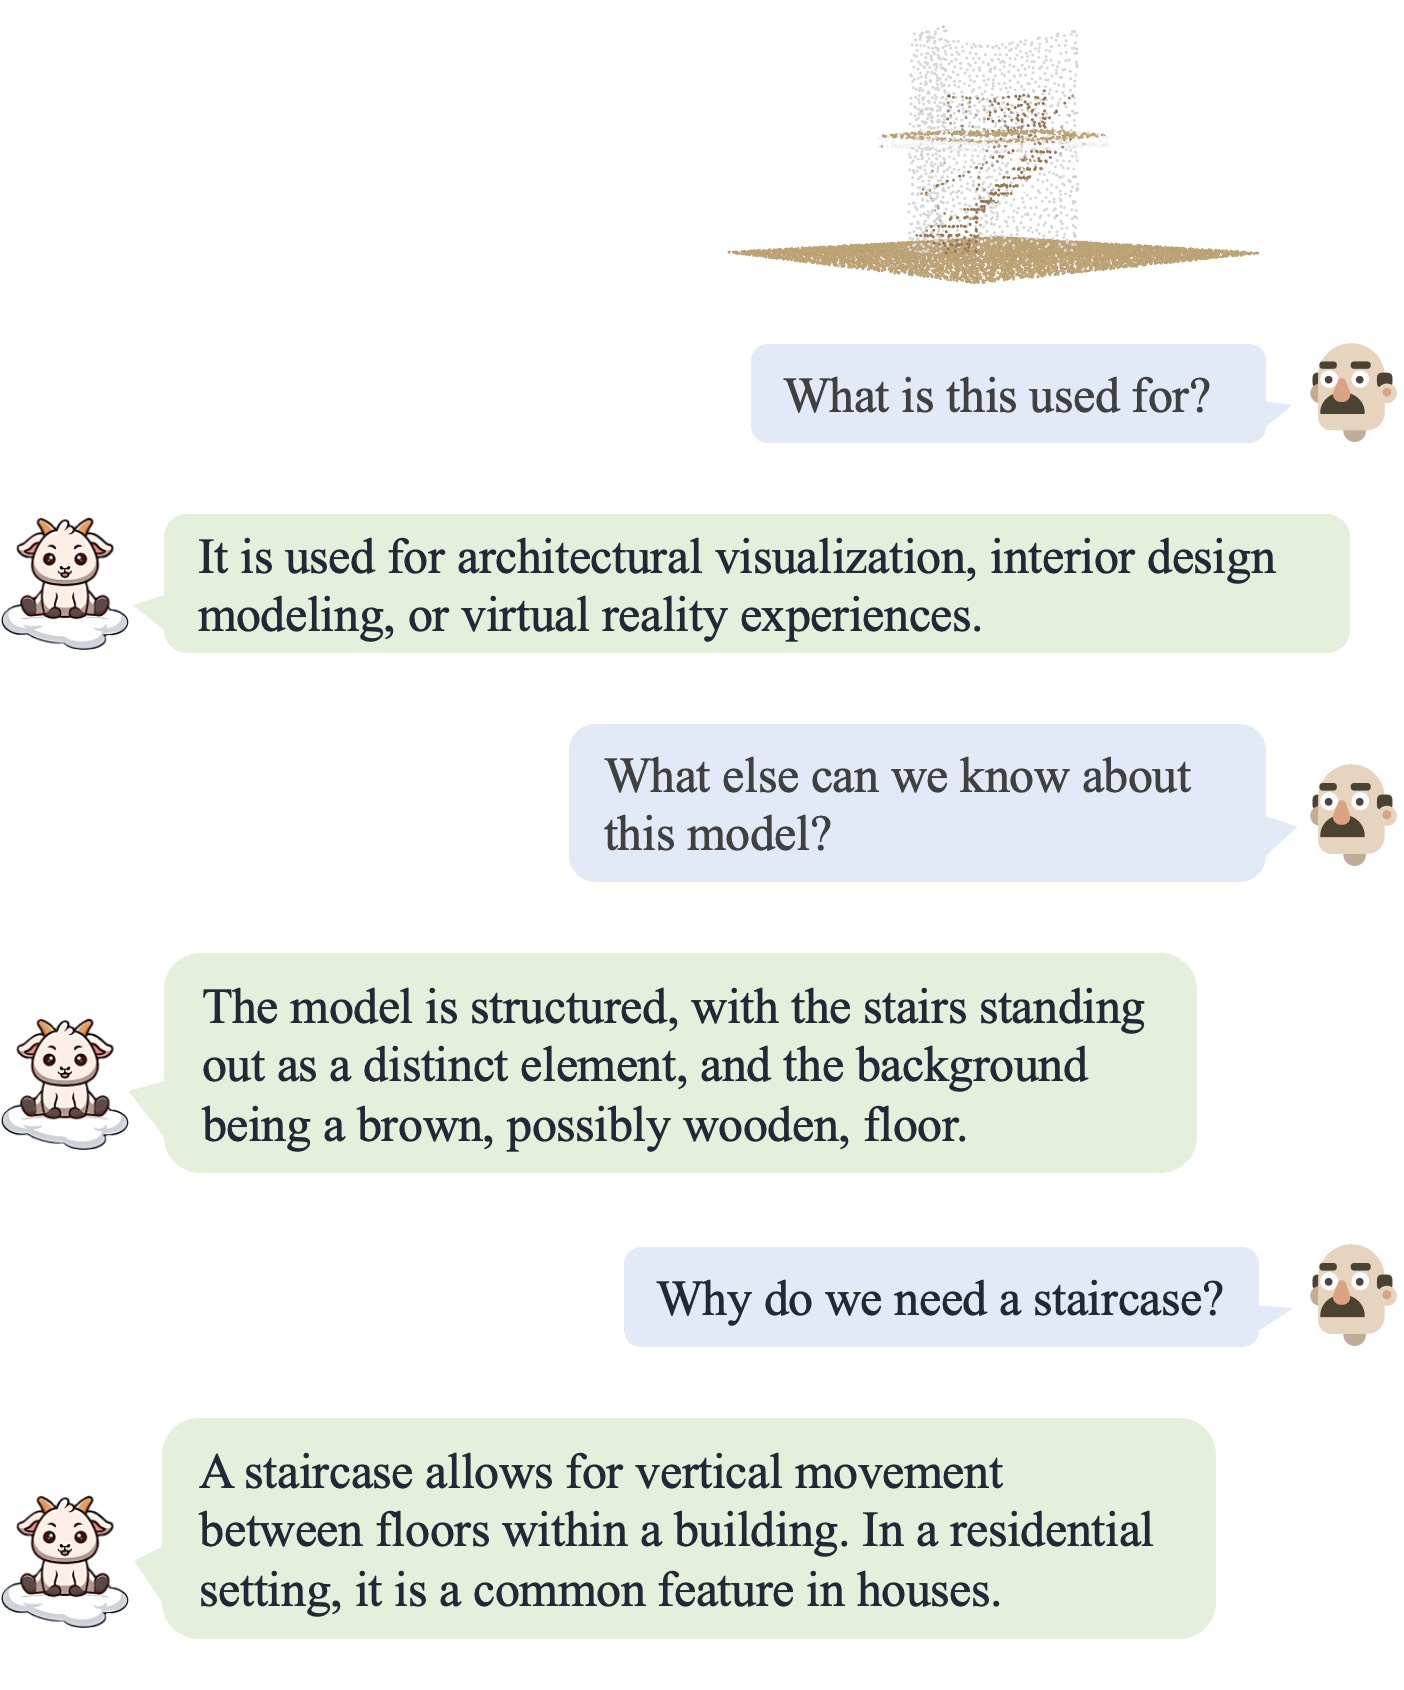 What is this used for?
It is used for architectural visualization, interior design
modeling, or virtual reality experiences.
What else can we know about
this model?
The model is structured, with the stairs standing
out as a distinct element, and the background
being a brown, possibly wooden, floor.
Why do we need a staircase?
A staircase allows for vertical movement
between floors within a building. In a residential
setting, it is a common feature in houses.